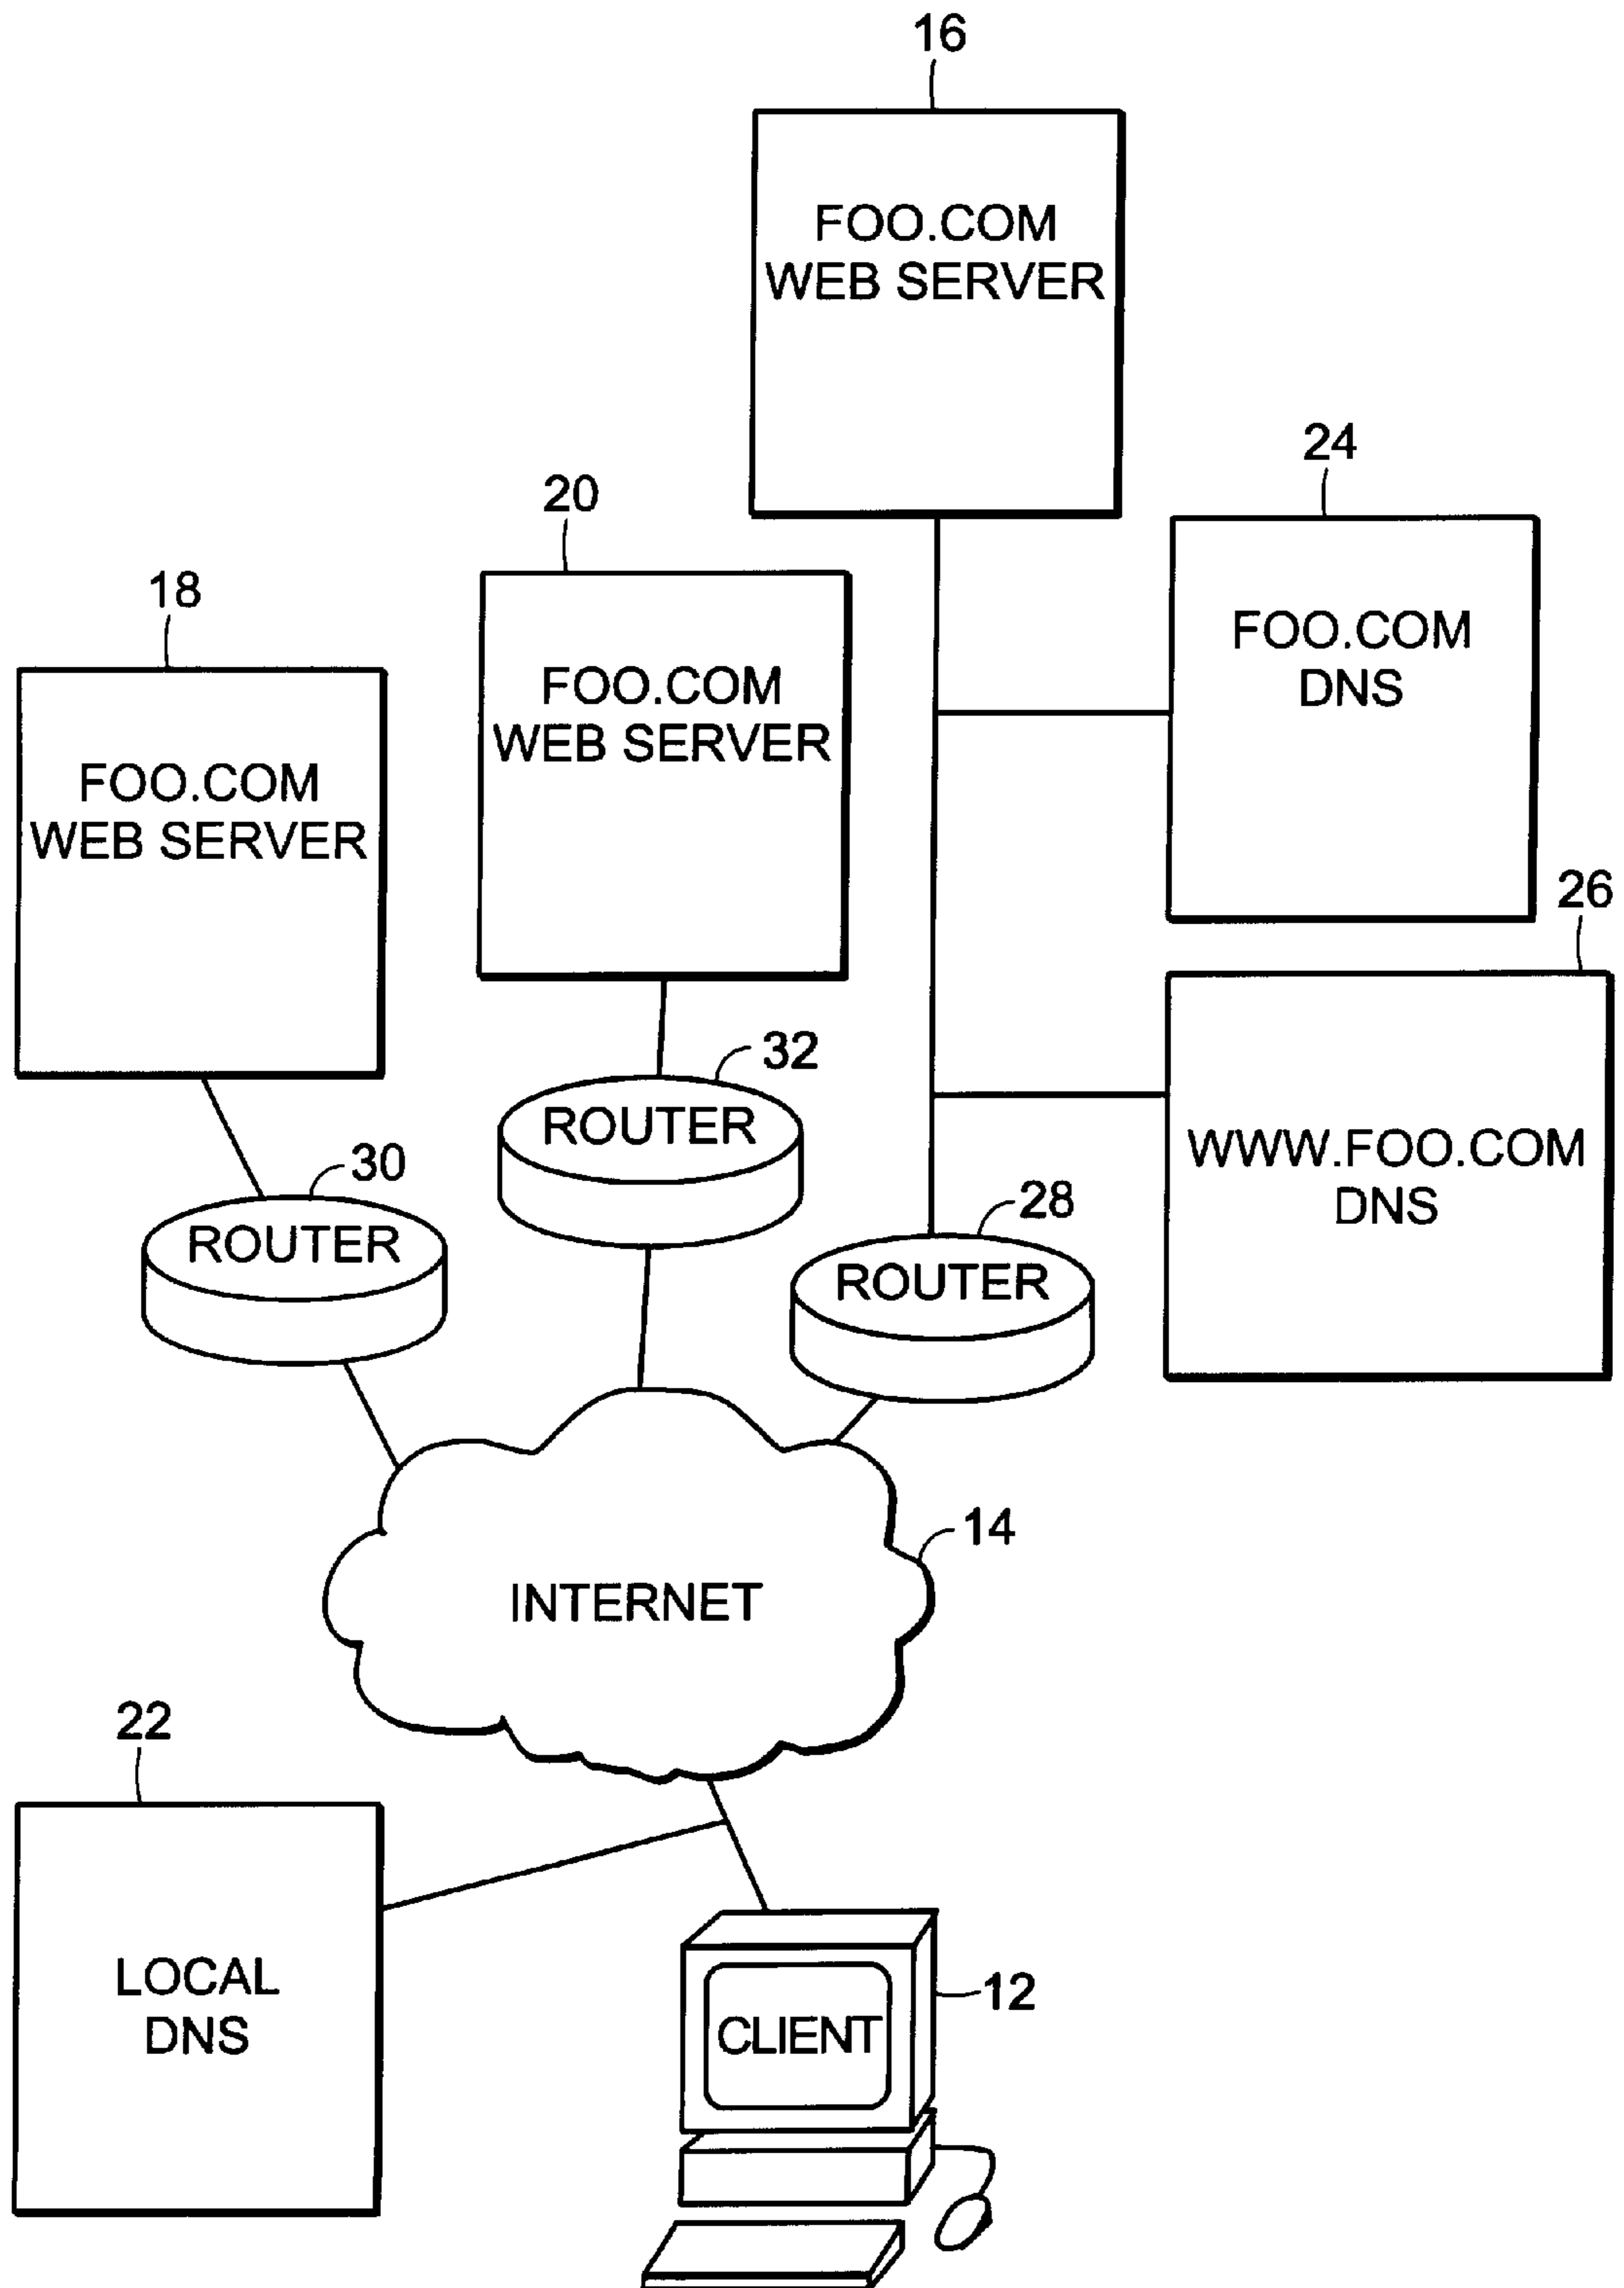 16
FOO.COM
WEB SERVER
24
FOO.COM
DNS
20
FOO.COM
WEB SERVER
18
FOO.COM
WEB SERVER
26
WWW.FOO.COM
DNS
32
ROUTER
30
ROUTER
28
ROUTER
14
INTERNET
22
LOCAL
DNS
12
CLIENT